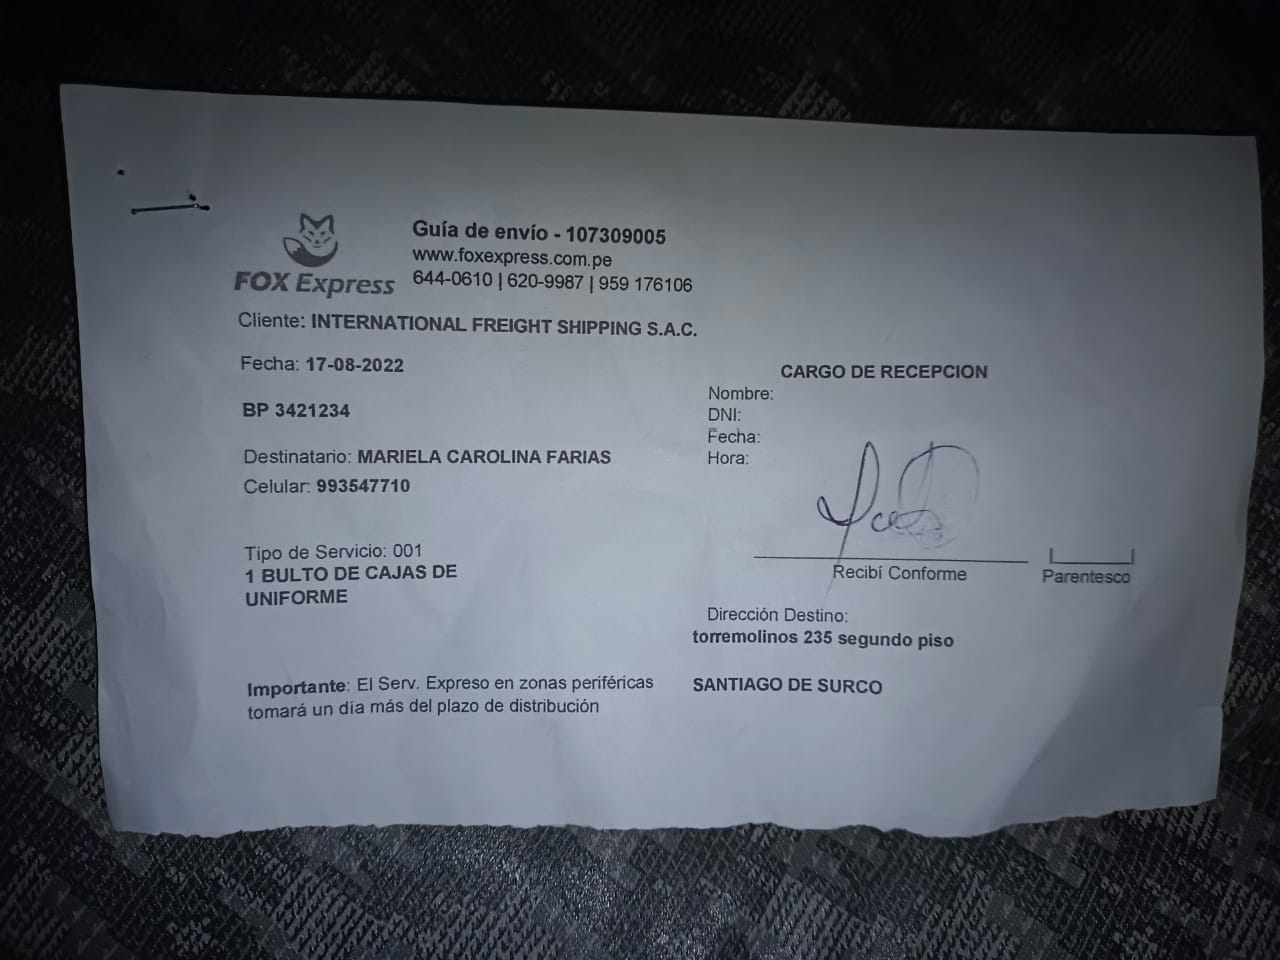 FOX Express
Guía de envío - 107309005
www.foxexpress.com.pe
644-0610 | 620-9987 | 959 176106
Cliente: INTERNATIONAL FREIGHT SHIPPING S.A.C.
Fecha: 17-08-2022
BP 3421234
Destinatario: MARIELA CAROLINA FARIAS
Celular: 993547710
Tipo de Servicio: 001
1 BULTO DE CAJAS DE
UNIFORME
Importante: El Serv. Expreso en zonas periféricas
tomará un día más del plazo de distribución
CARGO DE RECEPCION
Nombre:
DNI:
Fecha:
Hora:
Recibí Conforme
Parentesco
Dirección Destino:
torremolinos 235 segundo piso
SANTIAGO DE SURCO